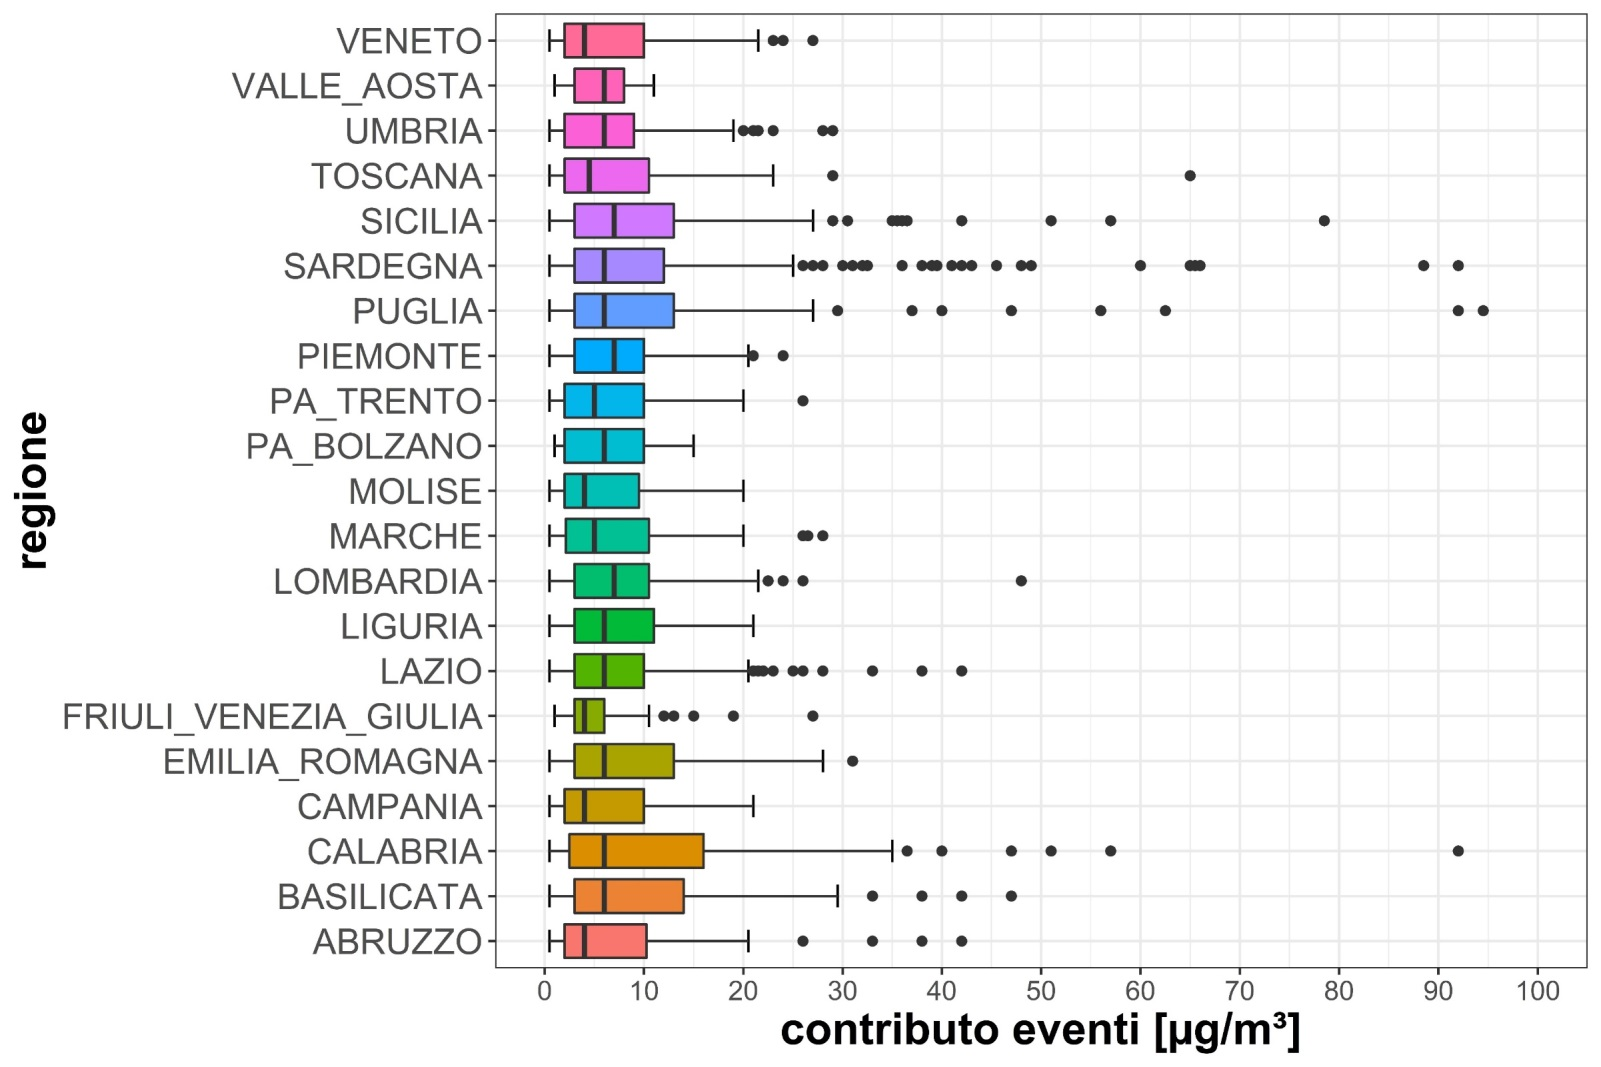 VENETO
VALLE_AOSTA
UMBRIA
TOSCANA
SICILIA
SARDEGNA
PUGLIA
PIEMONTE
PA_TRENTO
PA_BOLZANO
MOLISE
MARCHE
LOMBARDIA
LIGURIA
LAZIO
FRIULI_VENEZIA_GIULIA
EMILIA_ROMAGNA
CAMPANIA
CALABRIA
BASILICATA
ABRUZZO
regione
0 10 20 30 40 50 60 70 80 90 100
contributo eventi [µg/m³]